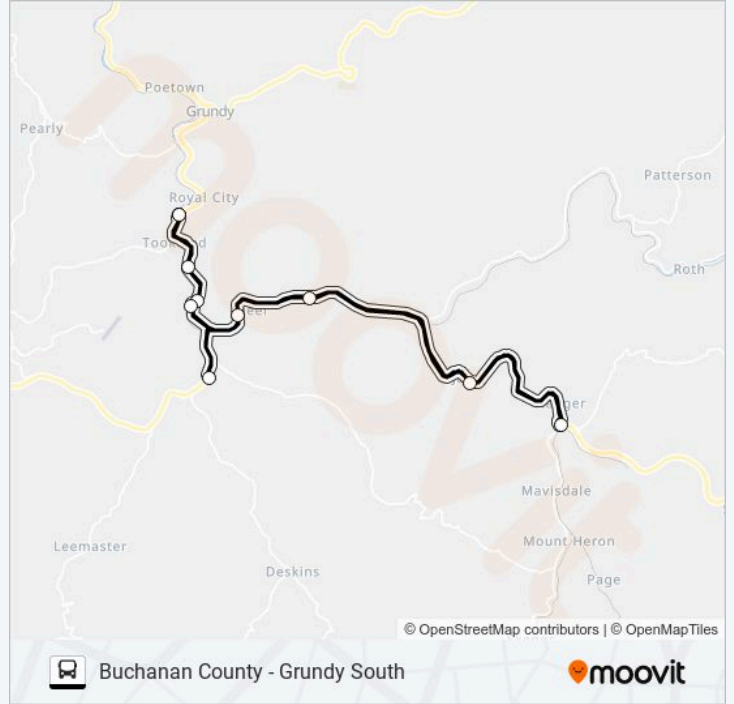 Poetown
Grundy
Pearly
Patterson
Royal City
Roth
Mavisdale
Leemaster
Mount Heron
Deskins
Page
© OpenStreetMap contributors | © OpenMapTiles
Buchanan County - Grundy South
moovit